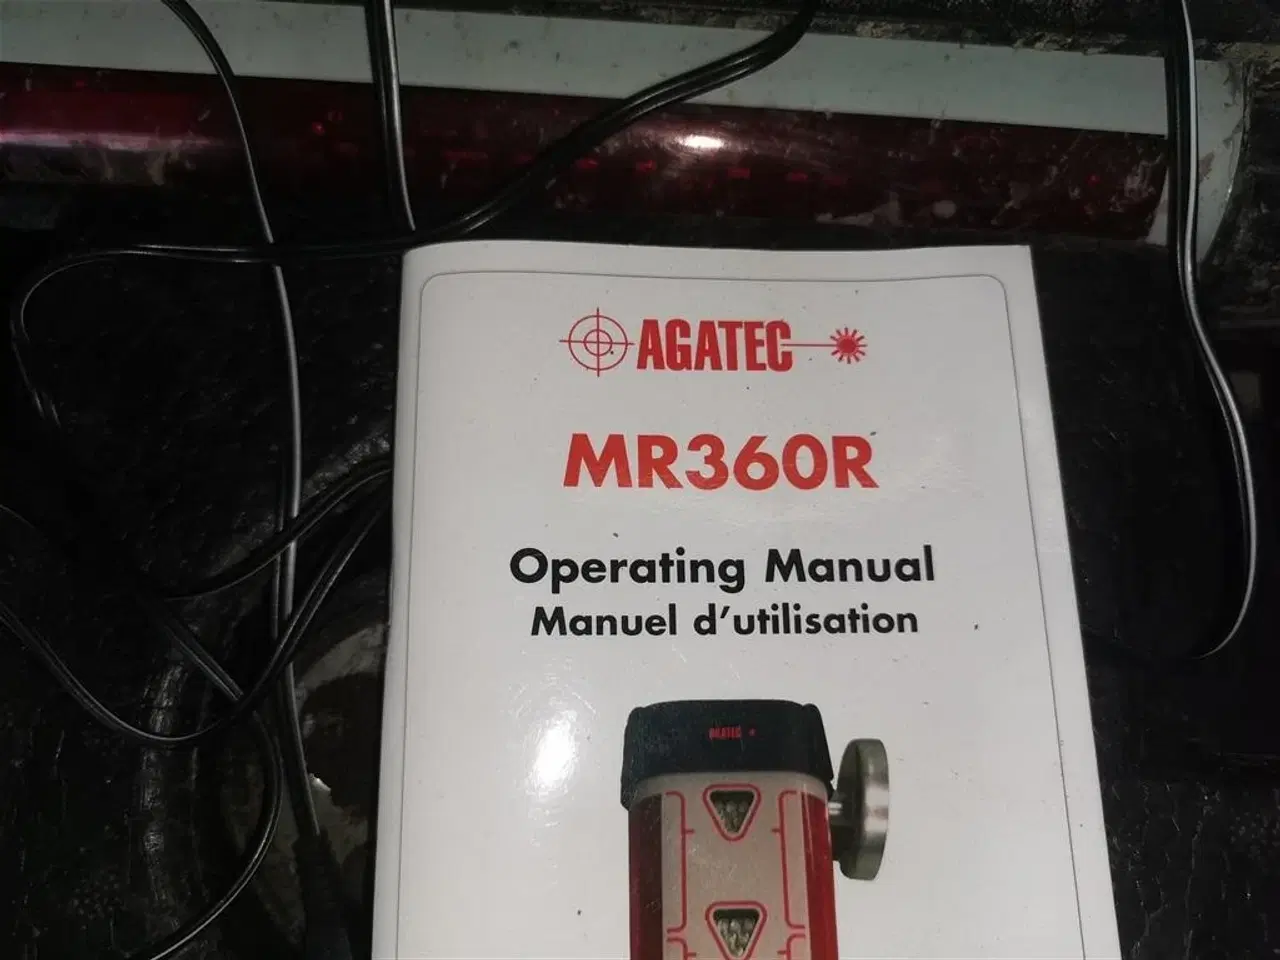 AGATEC
MR360R
Operating Manual
Manuel d'utilisation
AGATEC